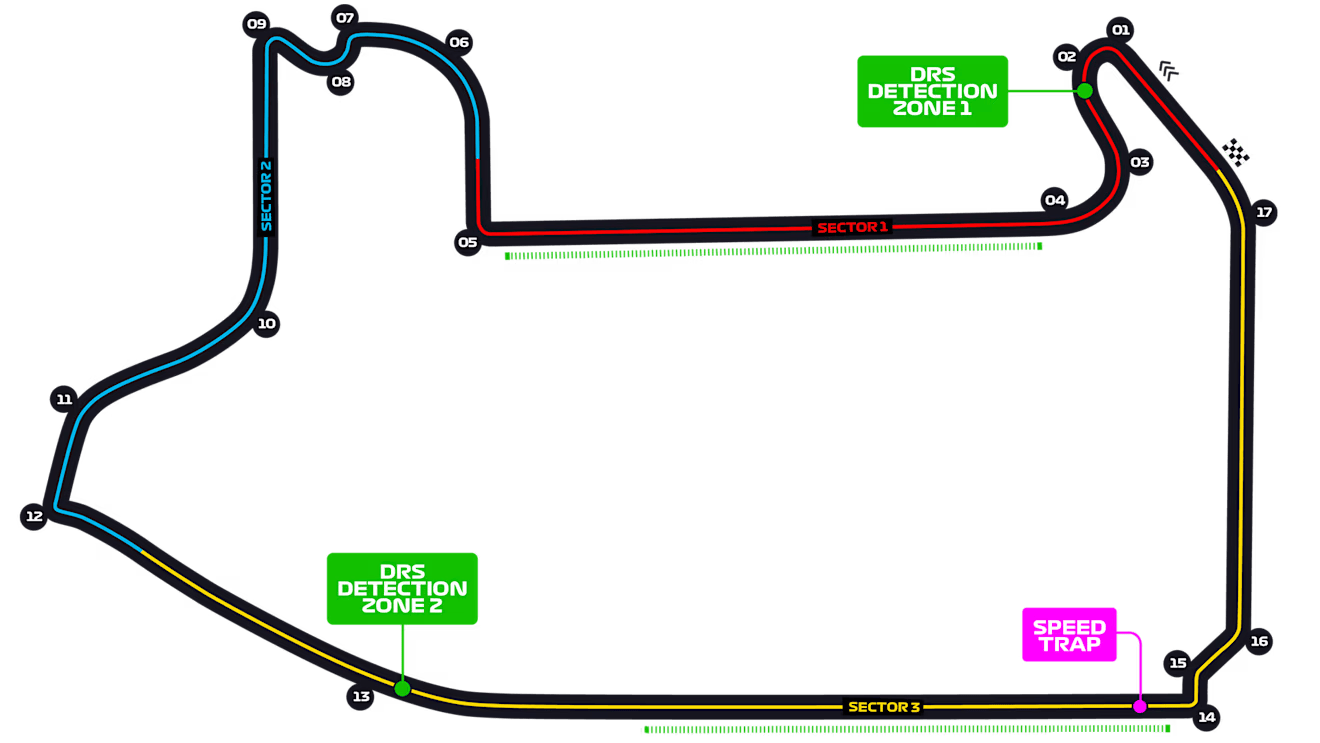 09
07
06
08
01
02
DRS
DETECTION
ZONE 1
03
04
17
SECTOR 2
SECTOR 1
05
10
11
12
DRS
DETECTION
ZONE 2
SPEED
TRAP
16
15
13
SECTOR 3
14